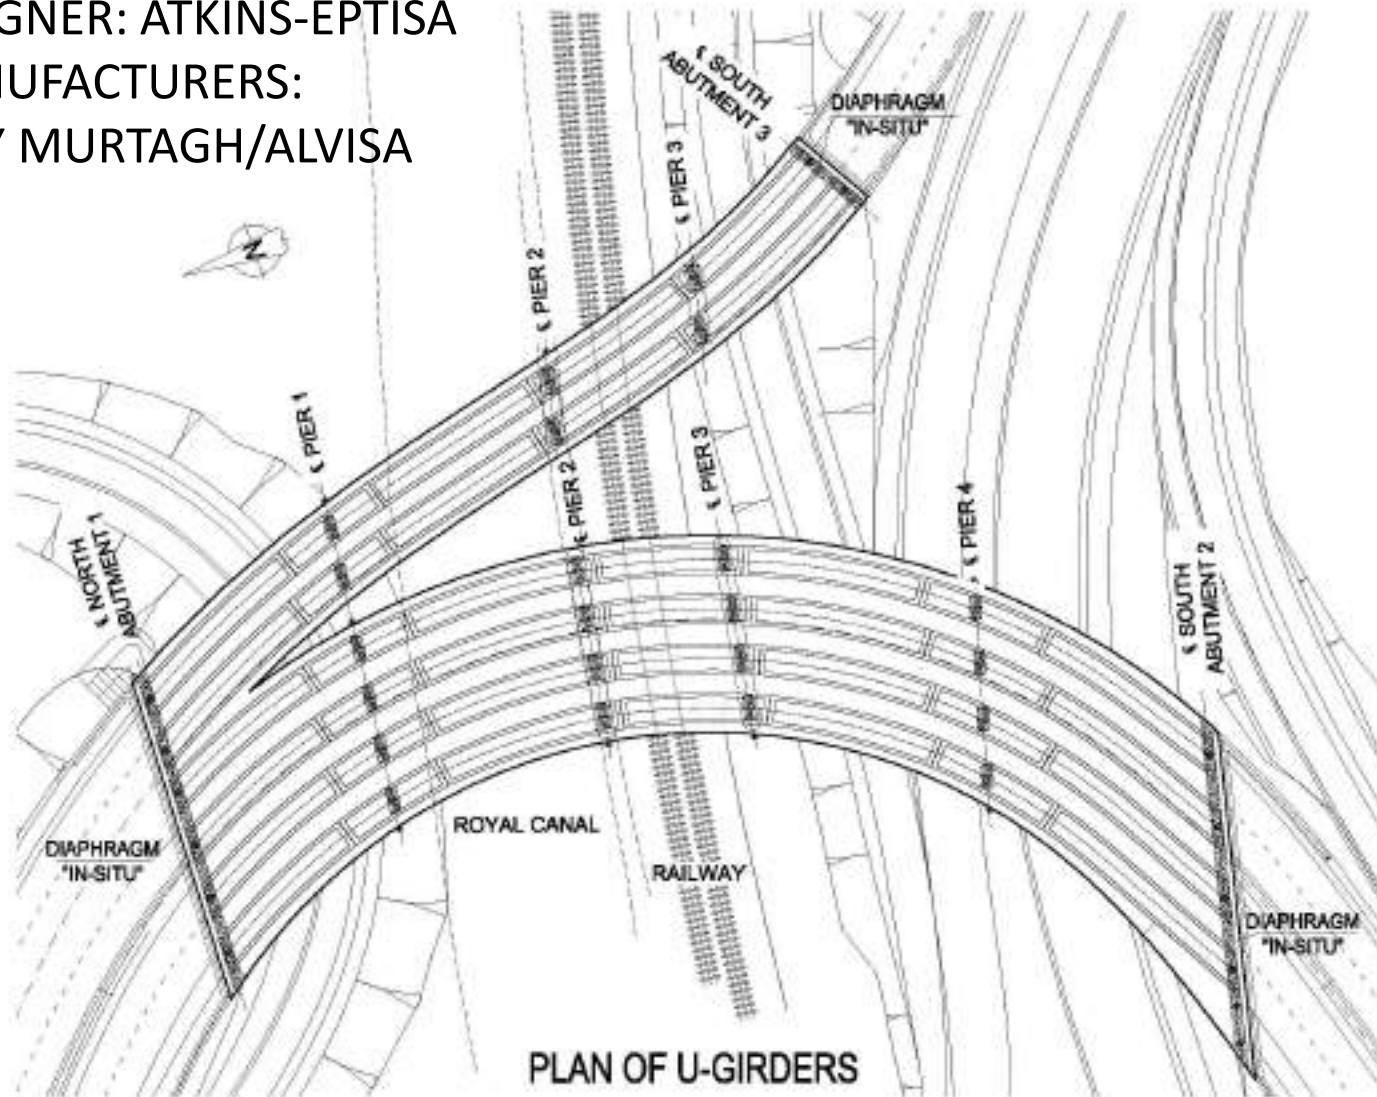 GNER: ATKINS-EPTISA
NUFACTURERS:
Y MURTAGH/ALVISA
℄ SOUTH
ABUTMENT 3
DIAPHRAGM
"IN-SITU"
℄ PIER 3
N
℄ PIER 2
℄ PIER 1
℄ PIER 3
℄ PIER 2
℄ PIER 4
℄ NORTH
ABUTMENT 1
℄ SOUTH
ABUTMENT 2
ROYAL CANAL
DIAPHRAGM
"IN-SITU"
RAILWAY
DIAPHRAGM
"IN-SITU"
PLAN OF U-GIRDERS